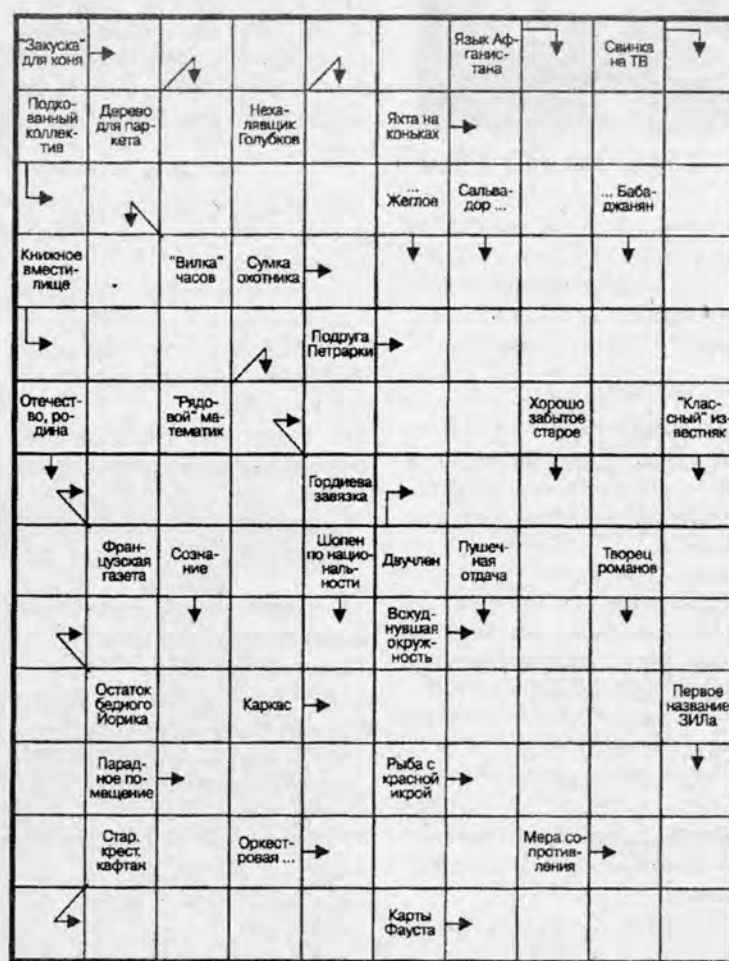 "Закуска"
для коня
Язык Аф-
ганис-
тана
Свинка
на ТВ
Подко-
ванный
коллек-
тив
Дерево
для пар-
кета
Неха-
лявщик
Голубков
Яхта на
коньках
...
Жеглое
Сальва-
дор ...
... Баба-
джанян
Книжное
вмести-
лище
"Вилка"
часов
Сумка
охотника
Подруга
Петрарки
Отечест-
во, ро-
дина
"Рядо-
вой" ма-
тематик
Хорошо
забытое
старое
"Клас-
сный" из-
вестняк
Гордиева
завязка
Фран-
цузская
газета
Созна-
ние
Шопен
по нацио-
наль-
ности
Двучлен
Пушеч-
ная
отдача
Творец
романов
Всхуд-
нувшая
окруж-
ность
Остаток
бедного
Йорика
Каркас
Первое
название
ЗИЛа
Парад-
ное по-
мещение
Рыба с
красной
икрой
Стар.
крест.
кафтан
Оркест-
ровая ...
Мера со-
против-
ления
Карты
Фауста